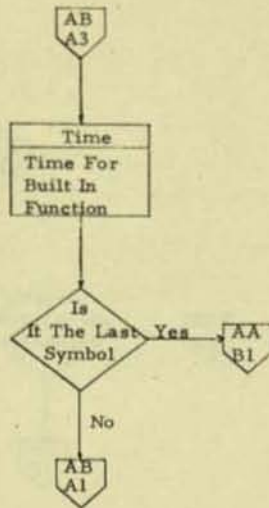 AB
A3
Time
Time For
Built In
Function
Is
It The Last
Symbol
Yes
AA
B1
No
AB
A1